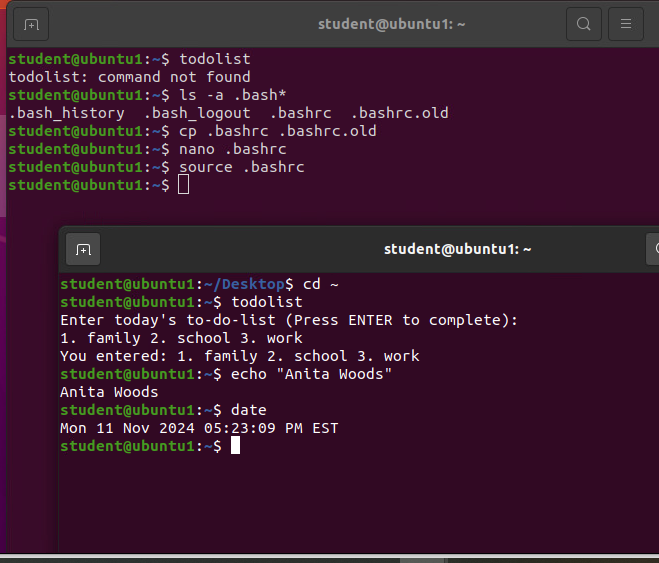 student@ubuntu1: ~
student@ubuntu1:~$ todolist
todolist: command not found
student@ubuntu1:~$ ls -a .bash*
.bash_history  .bash_logout  .bashrc  .bashrc.old
student@ubuntu1:~$ cp .bashrc .bashrc.old
student@ubuntu1:~$ nano .bashrc
student@ubuntu1:~$ source .bashrc
student@ubuntu1:~$
student@ubuntu1: ~
student@ubuntu1:~/Desktop$ cd ~
student@ubuntu1:~$ todolist
Enter today's to-do-list (Press ENTER to complete):
1. family 2. school 3. work
You entered: 1. family 2. school 3. work
student@ubuntu1:~$ echo "Anita Woods"
Anita Woods
student@ubuntu1:~$ date
Mon 11 Nov 2024 05:23:09 PM EST
student@ubuntu1:~$